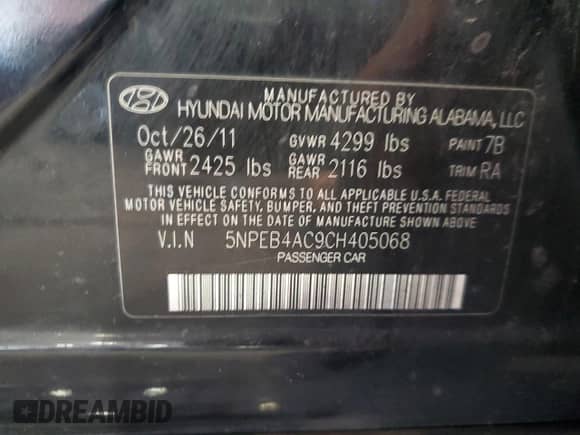 MANUFACTURED BY
HYUNDAI MOTOR MANUFACTURING ALABAMA, LLC
Oct/26/11 GVWR 4299 lbs PAINT 7B
GAWR FRONT 2425 lbs GAWR REAR 2116 lbs TRIM RA
THIS VEHICLE CONFORMS TO ALL APPLICABLE U.S.A. FEDERAL
MOTOR VEHICLE SAFETY, BUMPER, AND THEFT PREVENTION STANDARDS
IN EFFECT ON THE DATE OF MANUFACTURE SHOWN ABOVE.
V.I.N 5NPEB4AC9CH405068
PASSENGER CAR
DREAMBID